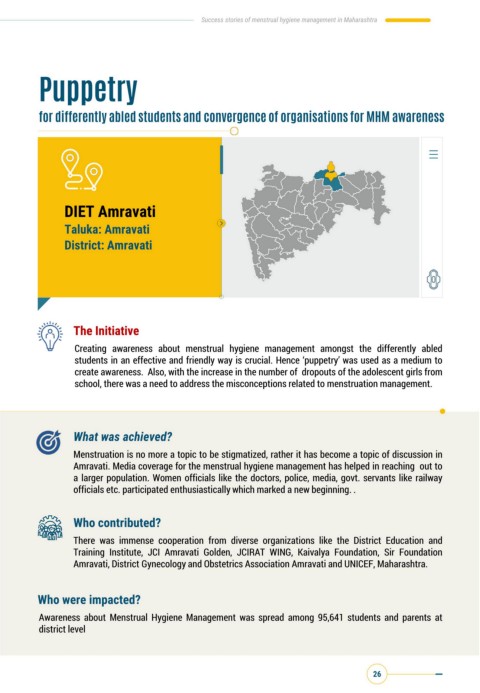 Success stories of menstrual hygiene management in Maharashtra
Puppetry
for differently abled students and convergence of organisations for MHM awareness
DIET Amravati
Taluka: Amravati
District: Amravati
The Initiative
Creating awareness about menstrual hygiene management amongst the differently abled
students in an effective and friendly way is crucial. Hence ‘puppetry’ was used as a medium to
create awareness. Also, with the increase in the number of dropouts of the adolescent girls from
school, there was a need to address the misconceptions related to menstruation management.
What was achieved?
Menstruation is no more a topic to be stigmatized, rather it has become a topic of discussion in
Amravati. Media coverage for the menstrual hygiene management has helped in reaching out to
a larger population. Women officials like the doctors, police, media, govt. servants like railway
officials etc. participated enthusiastically which marked a new beginning. .
Who contributed?
There was immense cooperation from diverse organizations like the District Education and
Training Institute, JCI Amravati Golden, JCIRAT WING, Kaivalya Foundation, Sir Foundation
Amravati, District Gynecology and Obstetrics Association Amravati and UNICEF, Maharashtra.
Who were impacted?
Awareness about Menstrual Hygiene Management was spread among 95,641 students and parents at
district level
26